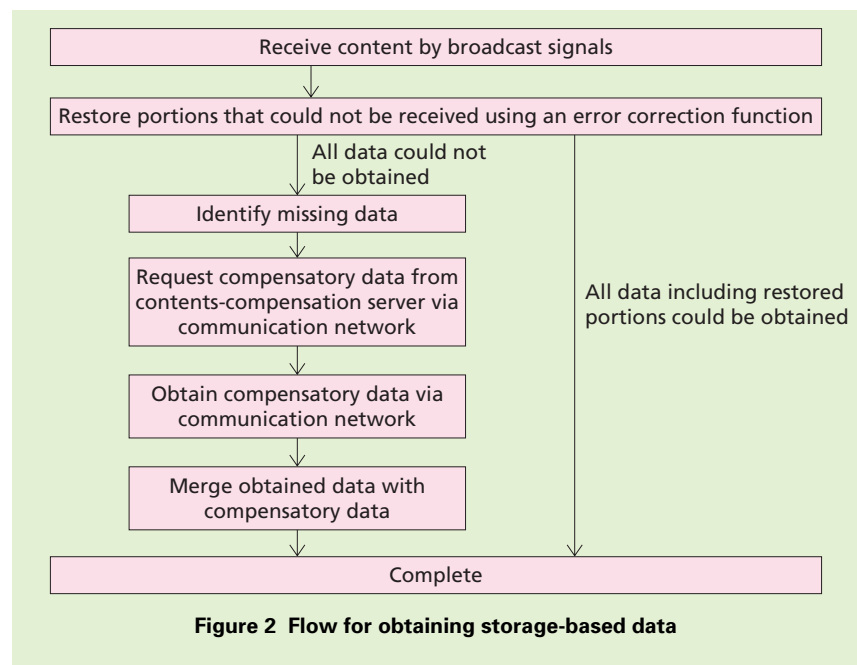 Receive content by broadcast signals
Restore portions that could not be received using an error correction function
All data could not
be obtained
Identify missing data
Request compensatory data from
contents-compensation server via
communication network
All data including restored
portions could be obtained
Obtain compensatory data via
communication network
Merge obtained data with
compensatory data
Complete
Figure 2 Flow for obtaining storage-based data